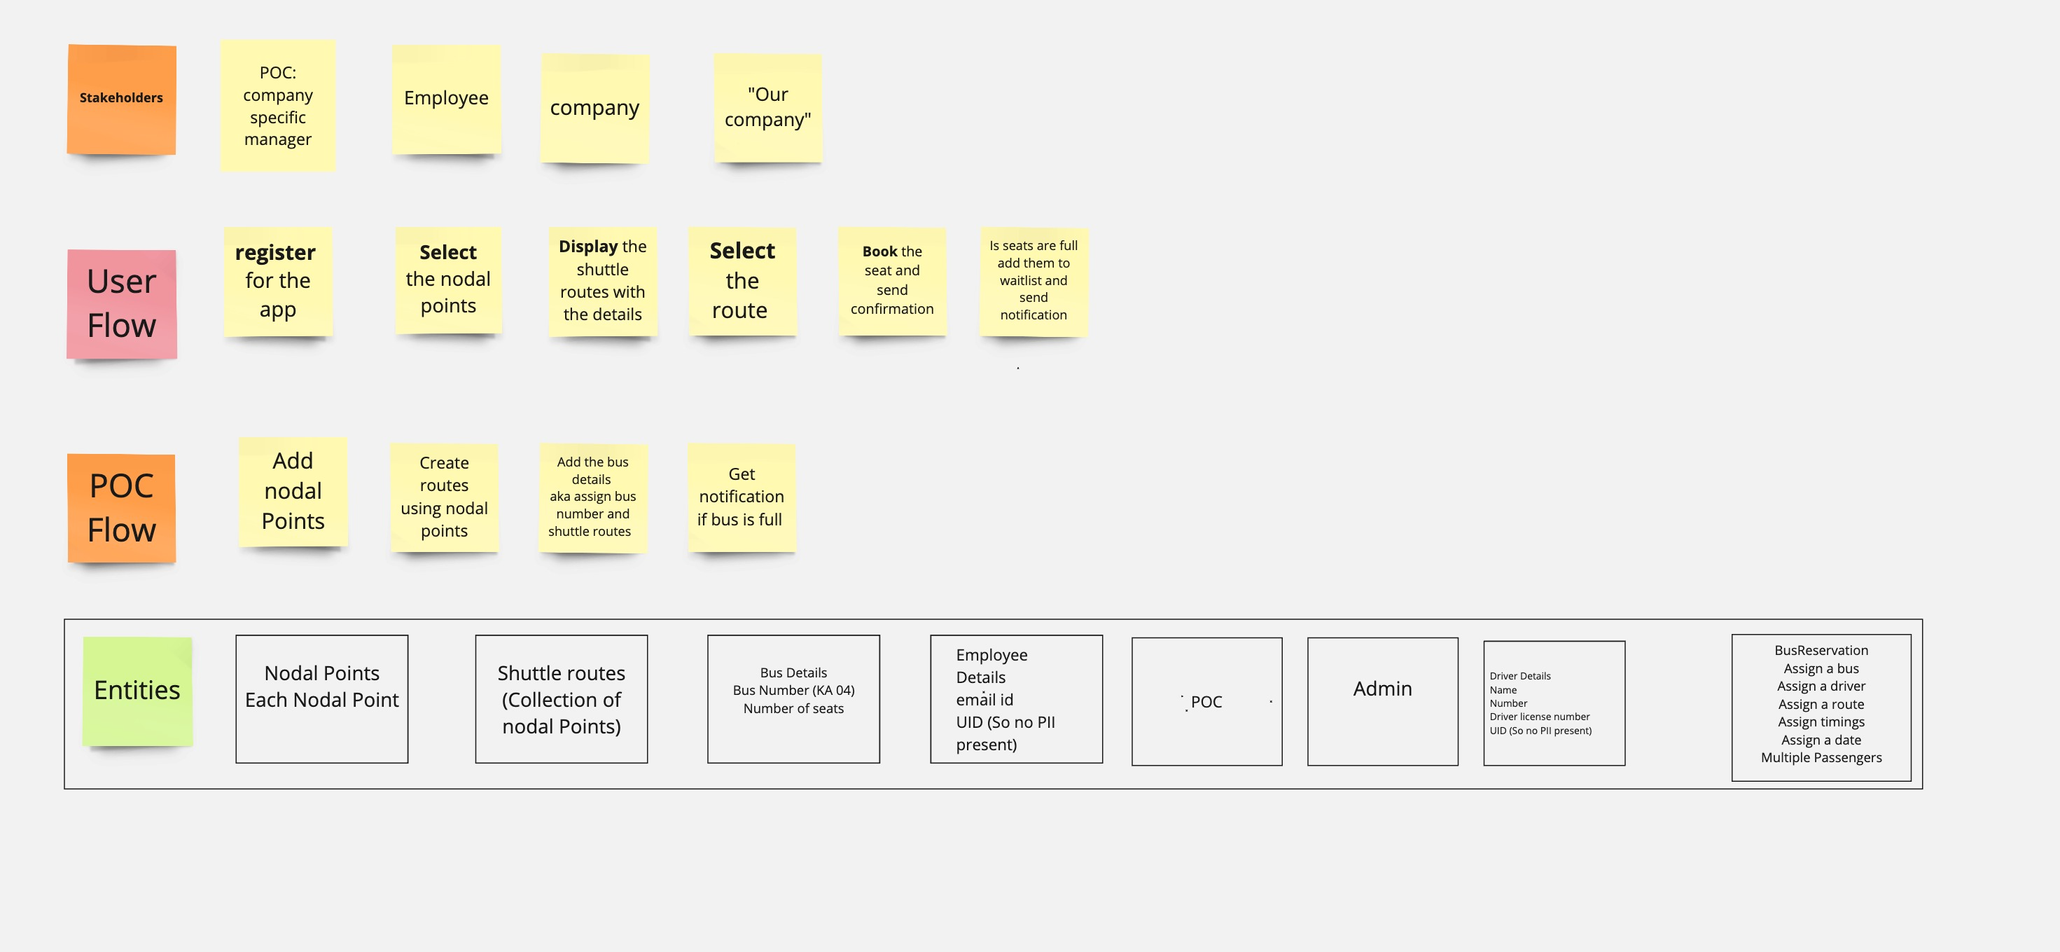 Stakeholders
POC:
company
specific
manager
Employee
company
"Our
company"
User
Flow
register
for the
app
Select
the nodal
points
Display the
shuttle
routes with
the details
Select
the
route
Book the
seat and
send
confirmation
Is seats are full
add them to
waitlist and
send
notification
POC
Flow
Add
nodal
Points
Create
routes
using nodal
points
Add the bus
details
aka assign bus
number and
shuttle routes
Get
notification
if bus is full
Entities
Nodal Points
Each Nodal Point
Shuttle routes
(Collection of
nodal Points)
Bus Details
Bus Number (KA 04)
Number of seats
Employee
Details
email id
UID (So no PII
present)
POC
Admin
Driver Details
Name
Number
Driver license number
UID (So no PII present)
BusReservation
Assign a bus
Assign a driver
Assign a route
Assign timings
Assign a date
Multiple Passengers